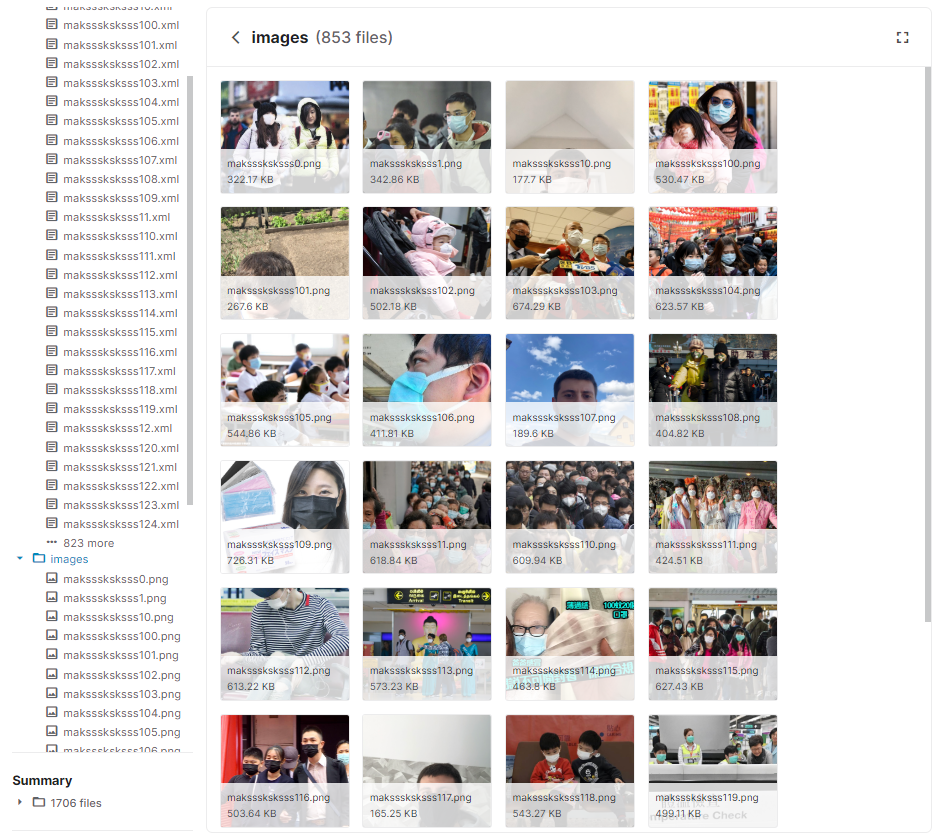 maksssksksss100.xml
maksssksksss101.xml
maksssksksss102.xml
maksssksksss103.xml
maksssksksss104.xml
maksssksksss105.xml
maksssksksss106.xml
maksssksksss107.xml
maksssksksss108.xml
maksssksksss109.xml
maksssksksss11.xml
maksssksksss110.xml
maksssksksss111.xml
maksssksksss112.xml
maksssksksss113.xml
maksssksksss114.xml
maksssksksss115.xml
maksssksksss116.xml
maksssksksss117.xml
maksssksksss118.xml
maksssksksss119.xml
maksssksksss12.xml
maksssksksss120.xml
maksssksksss121.xml
maksssksksss122.xml
maksssksksss123.xml
maksssksksss124.xml
823 more
images
maksssksksss0.png
maksssksksss1.png
maksssksksss10.png
maksssksksss100.png
maksssksksss101.png
maksssksksss102.png
maksssksksss103.png
maksssksksss104.png
maksssksksss105.png
maksssksksss106.png
Summary
1706 files
images (853 files)
maksssksksss0.png
322.17 KB
maksssksksss1.png
342.86 KB
maksssksksss10.png
177.7 KB
maksssksksss100.png
530.47 KB
maksssksksss101.png
267.6 KB
maksssksksss102.png
502.18 KB
maksssksksss103.png
674.29 KB
maksssksksss104.png
623.57 KB
maksssksksss105.png
544.86 KB
maksssksksss106.png
411.81 KB
maksssksksss107.png
189.6 KB
maksssksksss108.png
404.82 KB
maksssksksss109.png
726.31 KB
maksssksksss11.png
618.84 KB
maksssksksss110.png
609.94 KB
maksssksksss111.png
424.51 KB
maksssksksss112.png
613.22 KB
Arrival
Transit
maksssksksss113.png
573.23 KB
maksssksksss114.png
463.8 KB
maksssksksss115.png
627.43 KB
maksssksksss116.png
503.64 KB
maksssksksss117.png
165.25 KB
maksssksksss118.png
543.27 KB
maksssksksss119.png
499.11 KB
Check